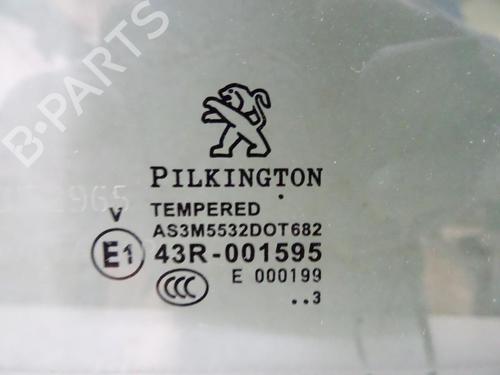 B-PARTS
PILKINGTON
V TEMPERED
AS3M5532DOT682
E1 43R-001595
CCC E 000199
..3